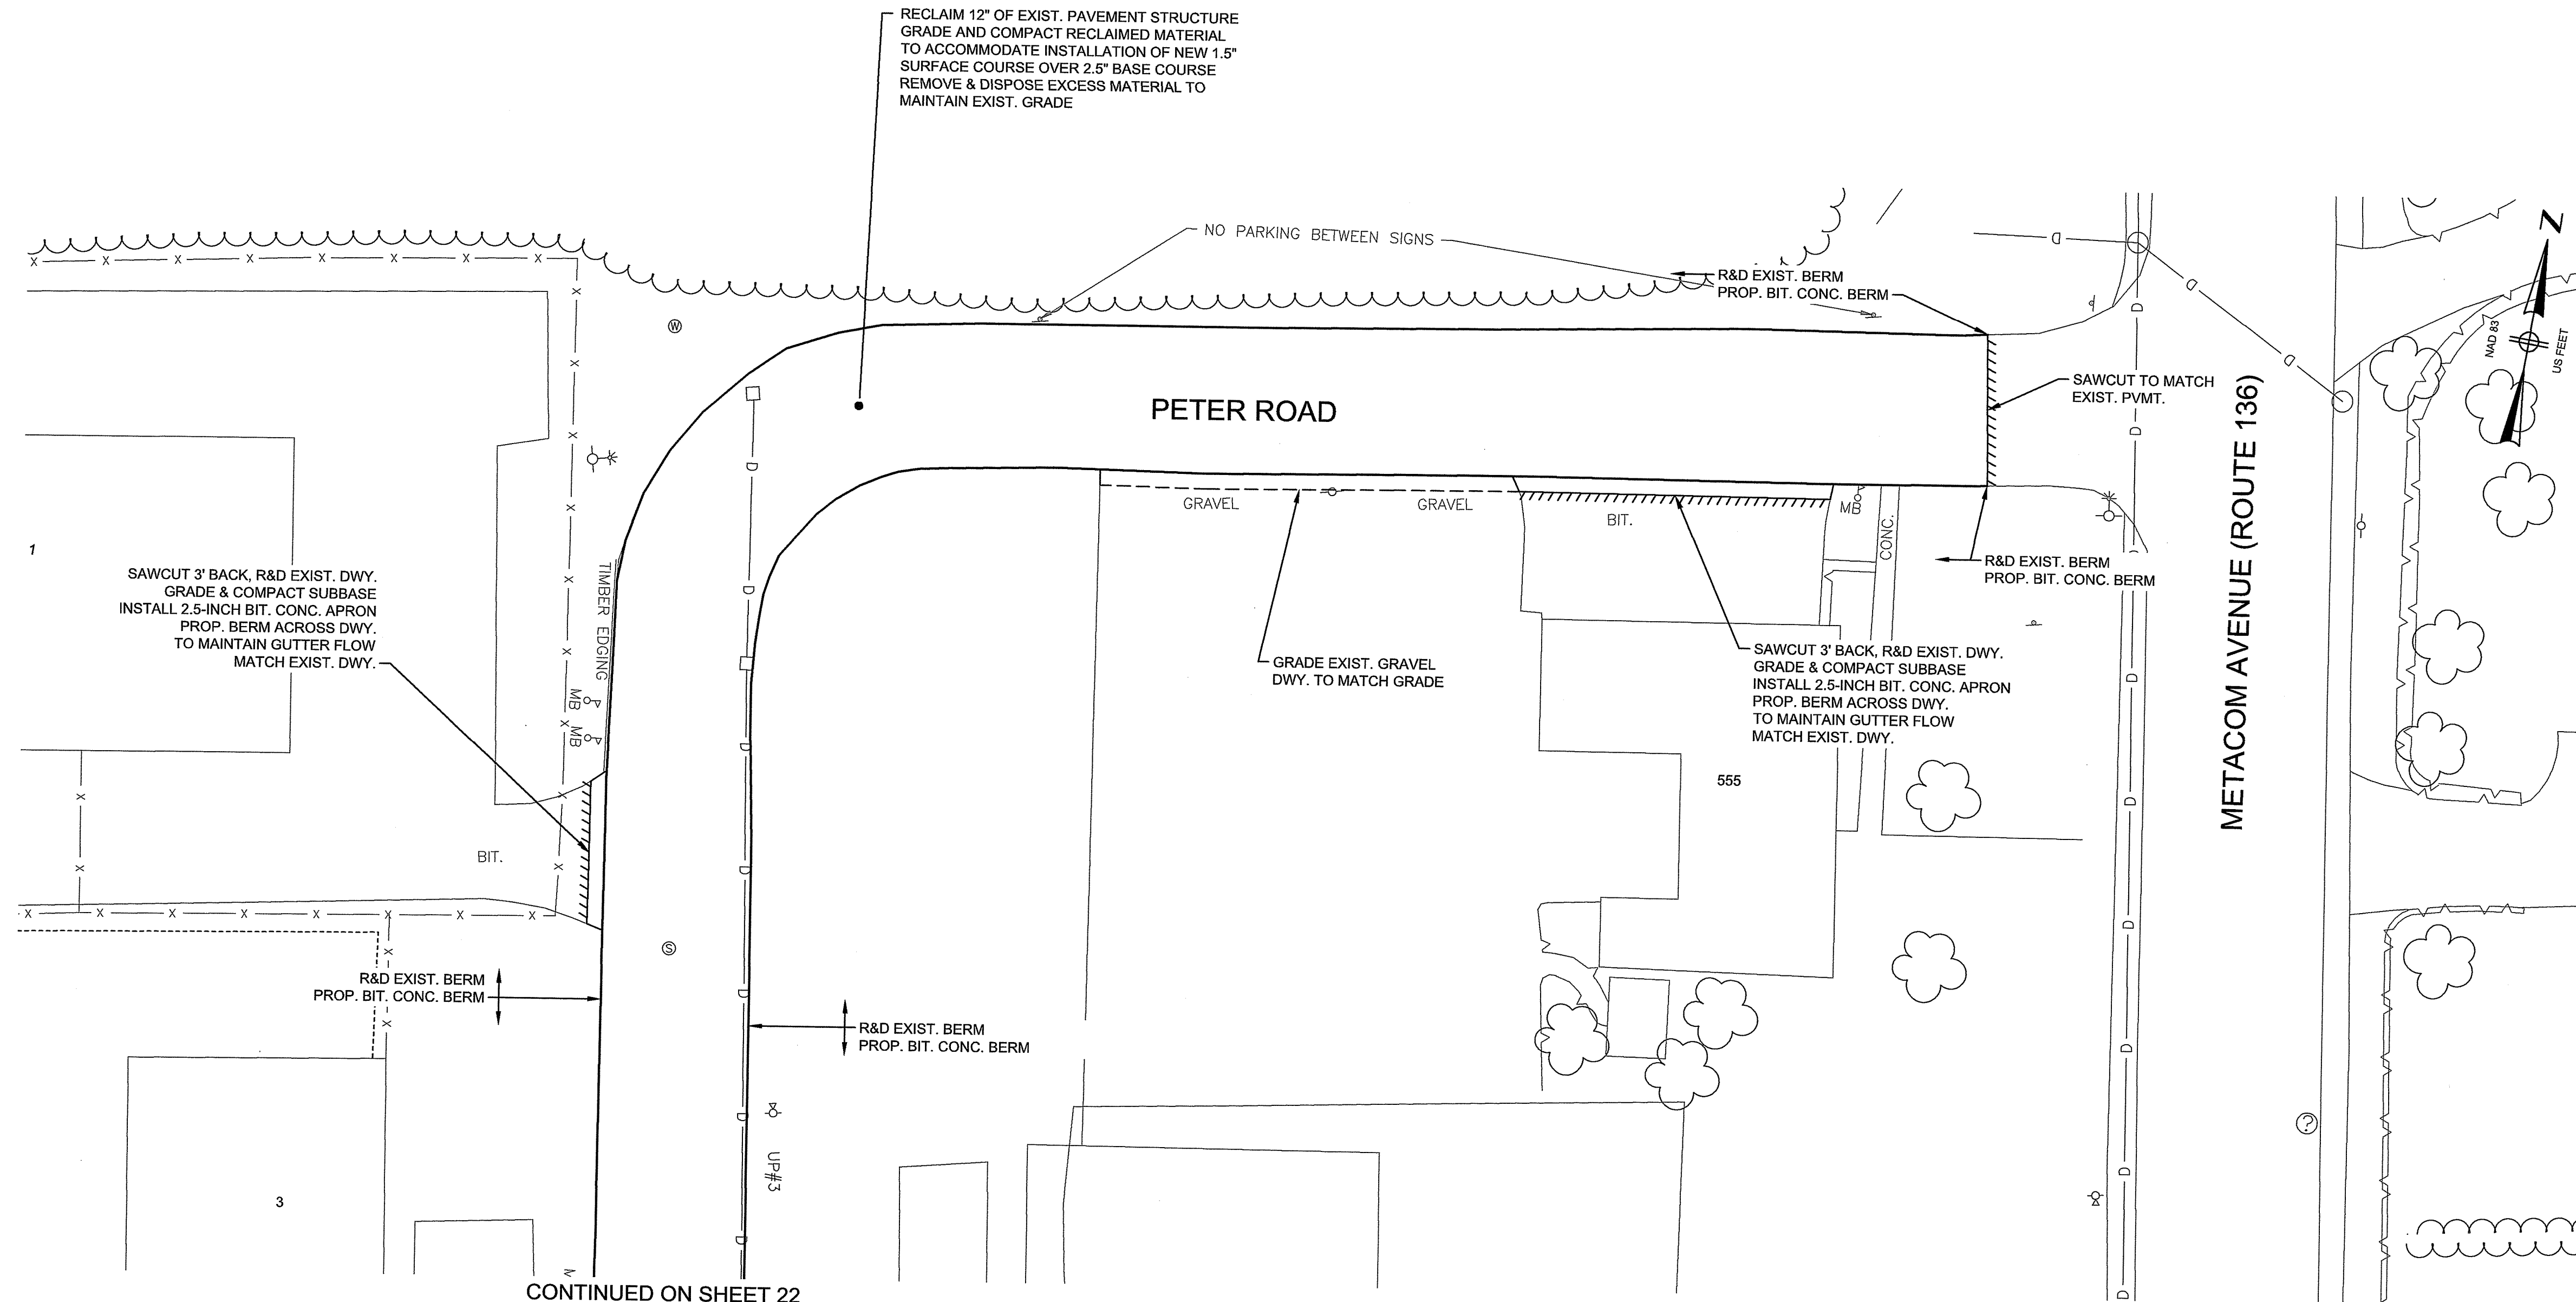 RECLAIM 12" OF EXIST. PAVEMENT STRUCTURE
GRADE AND COMPACT RECLAIMED MATERIAL
TO ACCOMMODATE INSTALLATION OF NEW 1.5"
SURFACE COURSE OVER 2.5" BASE COURSE
REMOVE & DISPOSE EXCESS MATERIAL TO
MAINTAIN EXIST. GRADE
NO PARKING BETWEEN SIGNS
R&D EXIST. BERM
PROP. BIT. CONC. BERM
N
NAD 83
US FEET
W
PETER ROAD
SAWCUT TO MATCH
EXIST. PVMT.
METACOM AVENUE (ROUTE 136)
GRAVEL
GRAVEL
BIT.
MB
CONC.
R&D EXIST. BERM
PROP. BIT. CONC. BERM
1
SAWCUT 3' BACK, R&D EXIST. DWY.
GRADE & COMPACT SUBBASE
INSTALL 2.5-INCH BIT. CONC. APRON
PROP. BERM ACROSS DWY.
TO MAINTAIN GUTTER FLOW
MATCH EXIST. DWY.
TIMBER EDGING
MB
MB
GRADE EXIST. GRAVEL
DWY. TO MATCH GRADE
SAWCUT 3' BACK, R&D EXIST. DWY.
GRADE & COMPACT SUBBASE
INSTALL 2.5-INCH BIT. CONC. APRON
PROP. BERM ACROSS DWY.
TO MAINTAIN GUTTER FLOW
MATCH EXIST. DWY.
555
BIT.
S
R&D EXIST. BERM
PROP. BIT. CONC. BERM
R&D EXIST. BERM
PROP. BIT. CONC. BERM
UP#3
?
3
CONTINUED ON SHEET 22